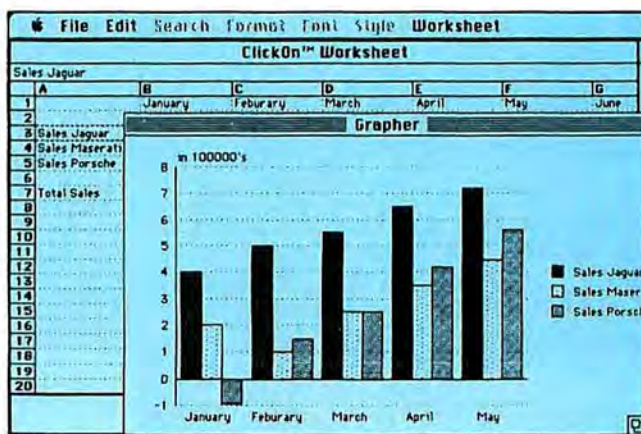 File Edit Search Format Font Style Worksheet
ClickOn™ Worksheet
Sales Jaguar
A B C D E F G
1 January Feburary March April May June
2
Grapher
3 Sales Jaguar
4 Sales Maserati
5 Sales Porsche
6
7 Total Sales
8
9
10
11
12
13
14
15
16
17
18
19
20
in 100000's
8
7
6
5
4
3
2
1
0
-1
January Feburary March April May
Sales Jaguar
Sales Maser
Sales Porsch